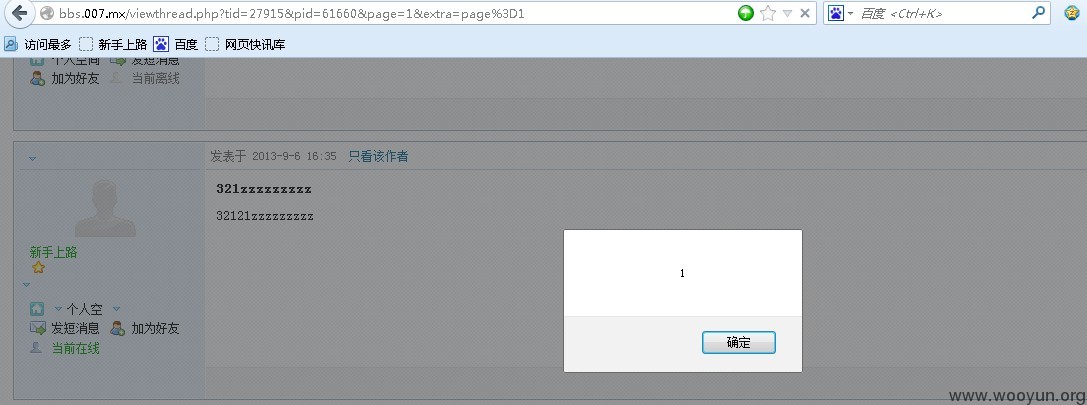 bbs.007.mx/viewthread.php?tid=27915&pid=61660&page=1&extra=page%3D1
百度 <Ctrl+K>
访问最多 新手上路 百度 网页快讯库
个人空间 发短消息
加为好友 当前离线
发表于 2013-9-6 16:35 只看该作者
321zzzzzzzzz
32121zzzzzzzzz
新手上路
1
个人空
发短消息 加为好友
确定
当前在线
www.wooyun.org